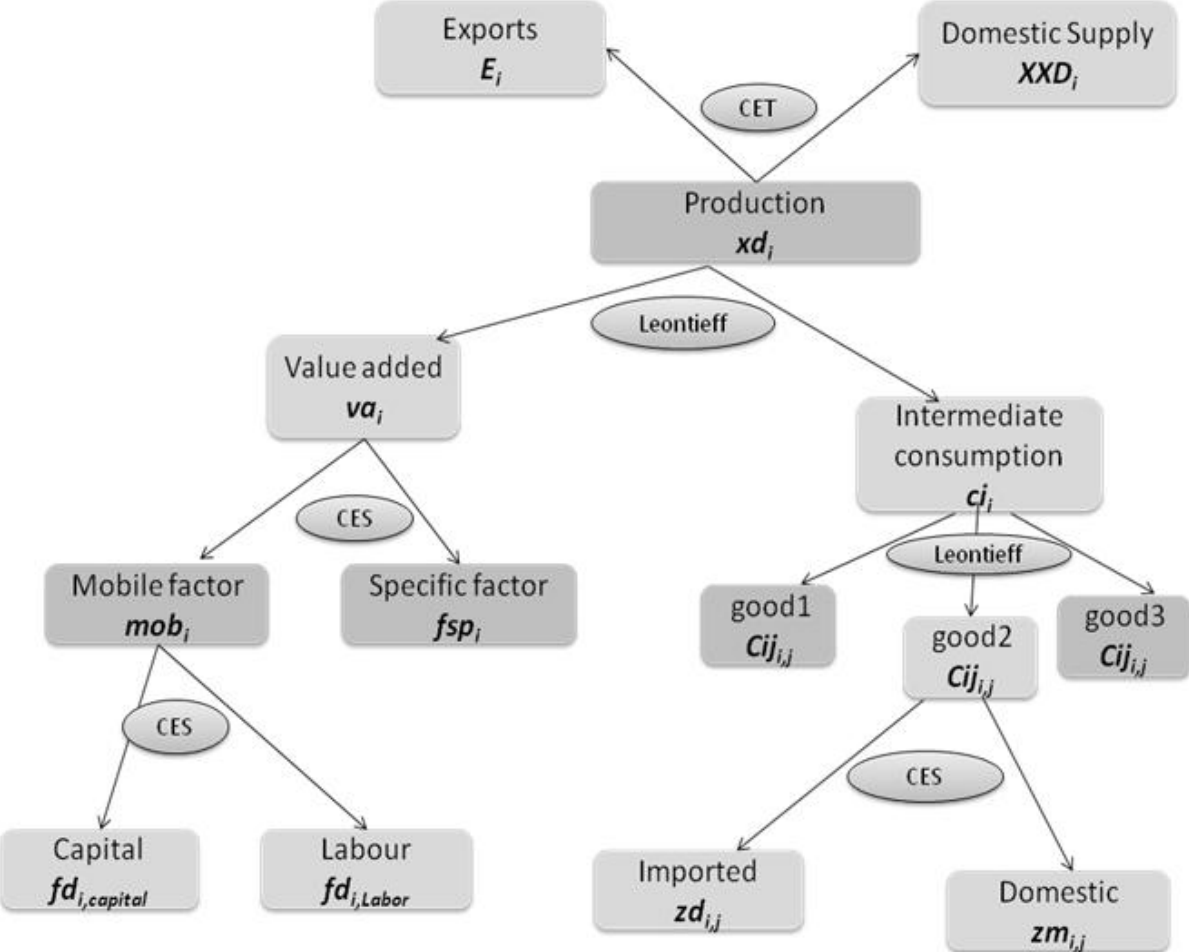 Exports
E_i
Domestic Supply
XXD_i
CET
Production
xd_i
Leontieff
Value added
va_i
Intermediate
consumption
ci_i
CES
Leontieff
Mobile factor
mob_i
Specific factor
fsp_i
good1
Cij_i,j
good2
Cij_i,j
good3
Cij_i,j
CES
CES
Capital
fd_i,capital
Labour
fd_i,Labor
Imported
zd_i,j
Domestic
zm_i,j